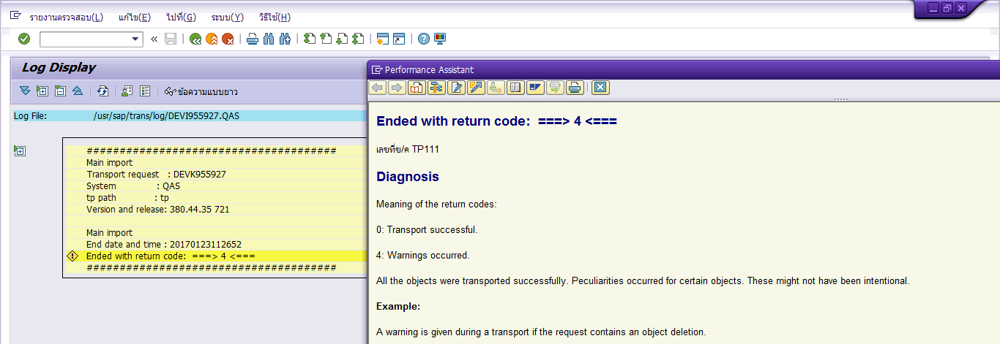 รายงานตรวจสอบ(L) แก้ไข(E) ไปที่(G) ระบบ(Y) วิธีใช้(H)
Log Display
ข้อความแบบยาว
Log File: /usr/sap/trans/log/DEVI955927.QAS
######################################
Main import
Transport request : DEVK955927
System : QAS
tp path : tp
Version and release: 380.44.35 721
Main import
End date and time : 20170123112652
Ended with return code: ===> 4 <===
######################################
Performance Assistant
Ended with return code: ===> 4 <===
เลขที่ข/ค TP111
Diagnosis
Meaning of the return codes:
0: Transport successful.
4: Warnings occurred.
All the objects were transported successfully. Peculiarities occurred for certain objects. These might not have been intentional.
Example:
A warning is given during a transport if the request contains an object deletion.